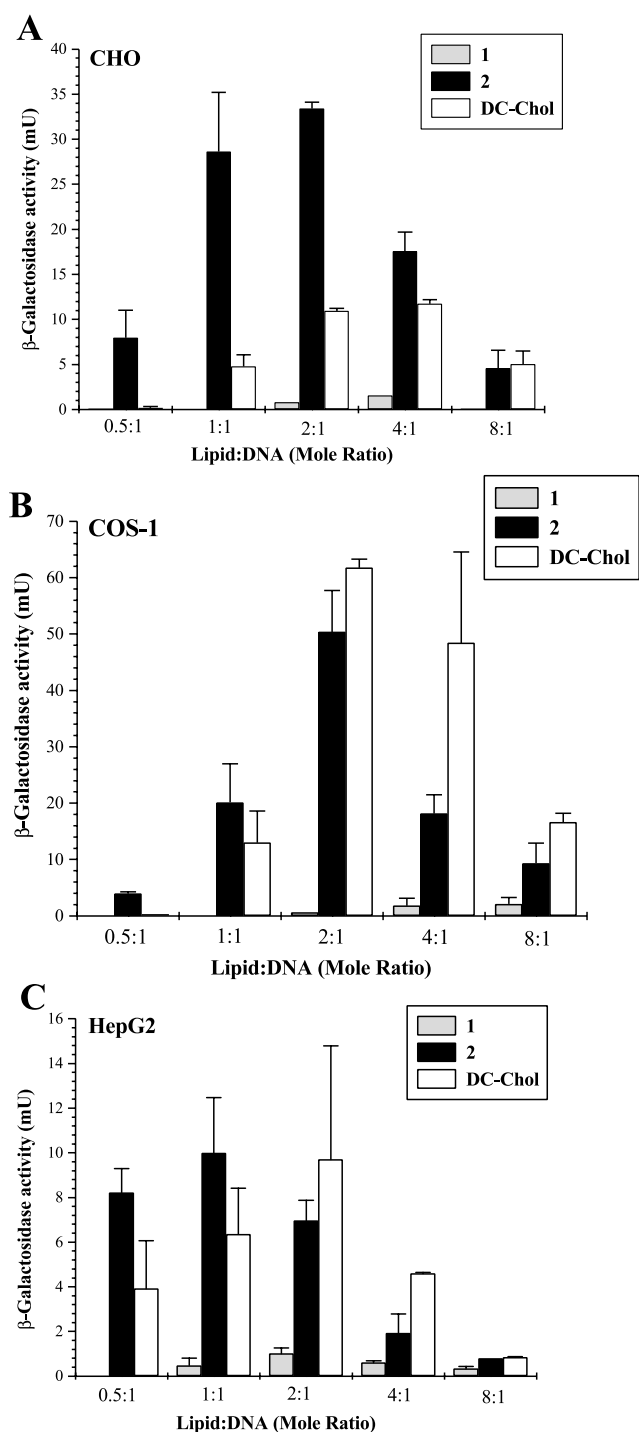 A
CHO
1
2
DC-Chol
β-Galactosidase activity (mU)
40
35
30
25
20
15
10
5
0
0.5:1 1:1 2:1 4:1 8:1
Lipid:DNA (Mole Ratio)
B
COS-1
1
2
DC-Chol
β-Galactosidase activity (mU)
70
60
50
40
30
20
10
0
0.5:1 1:1 2:1 4:1 8:1
Lipid:DNA (Mole Ratio)
C
HepG2
1
2
DC-Chol
β-Galactosidase activity (mU)
16
14
12
10
8
6
4
2
0
0.5:1 1:1 2:1 4:1 8:1
Lipid:DNA (Mole Ratio)